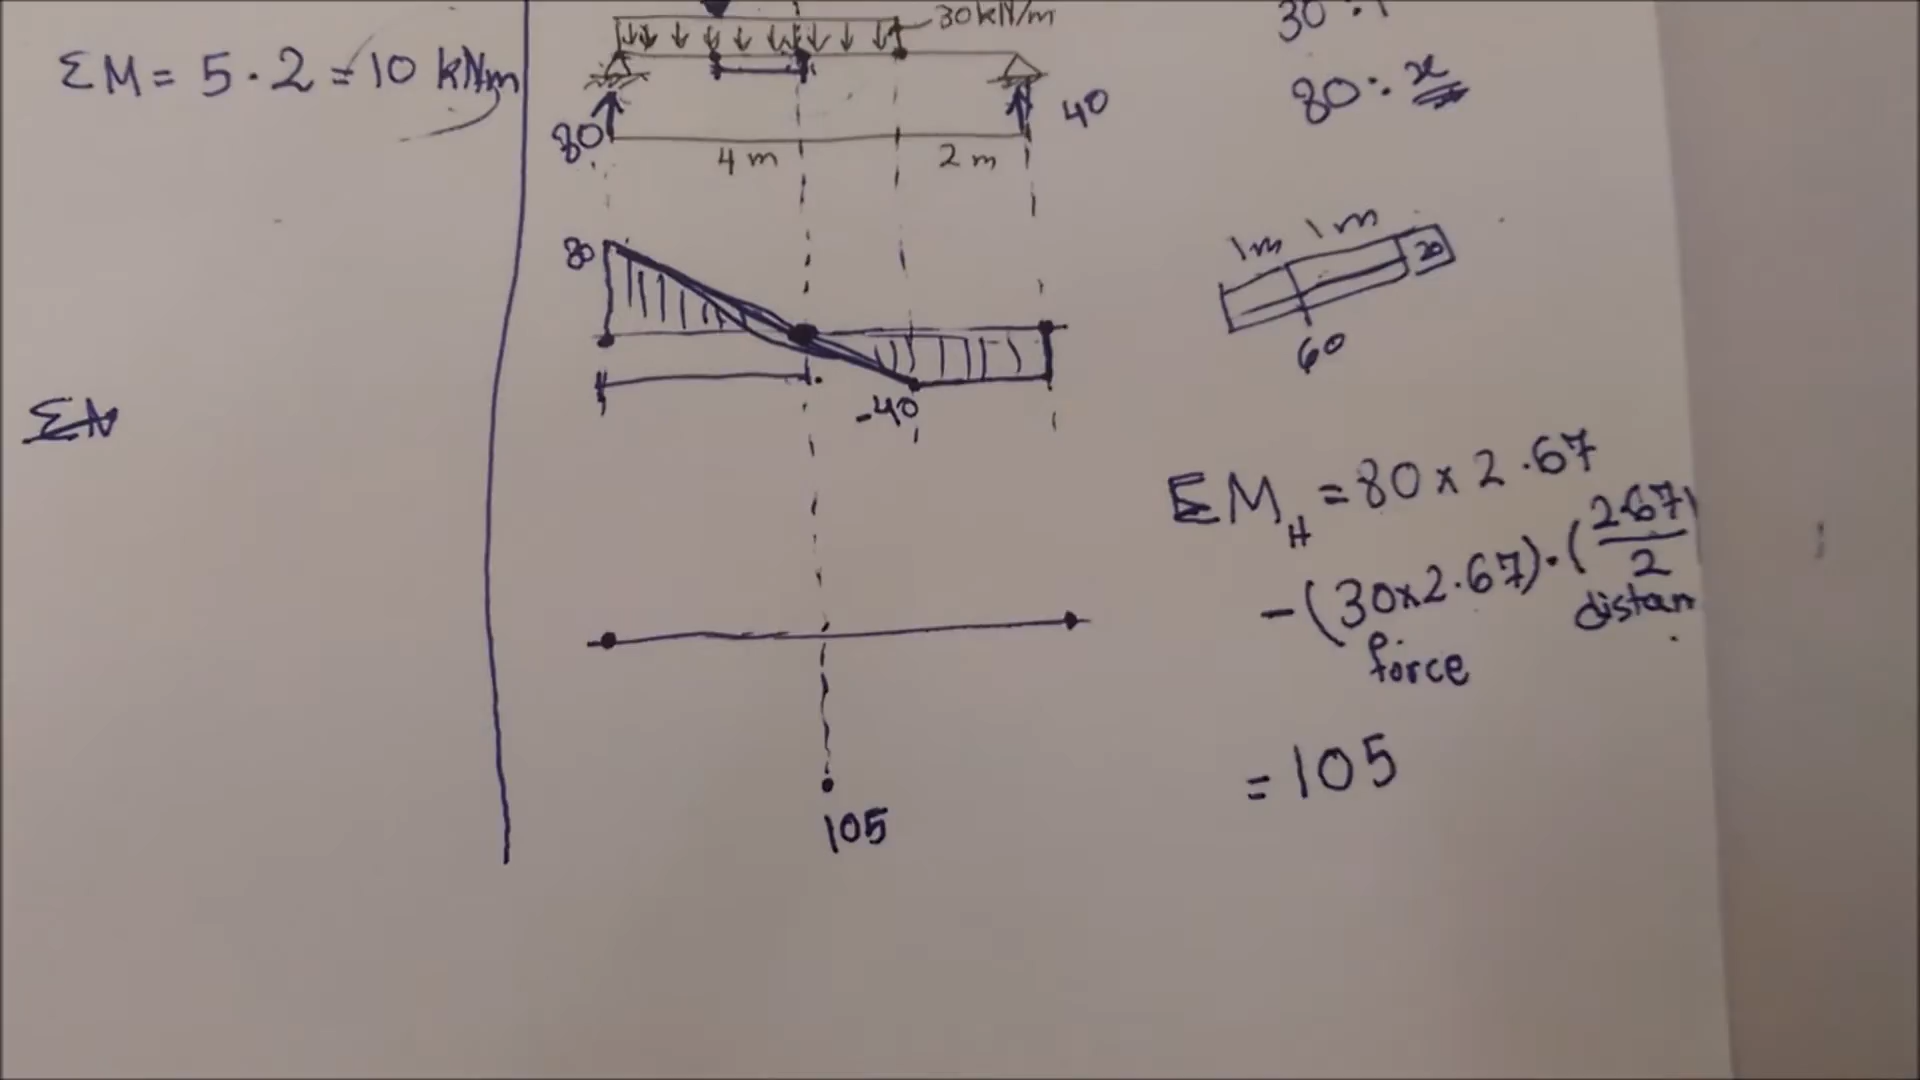 ΣM = 5 · 2 = 10 kNm
ΣM
30 kN/m
80
40
4 m
2 m
80
-40
105
80 : x
1m 1m
20
60
ΣM_H = 80 x 2.67
-(30x2.67) · (2.67)/2
force
distan
= 105